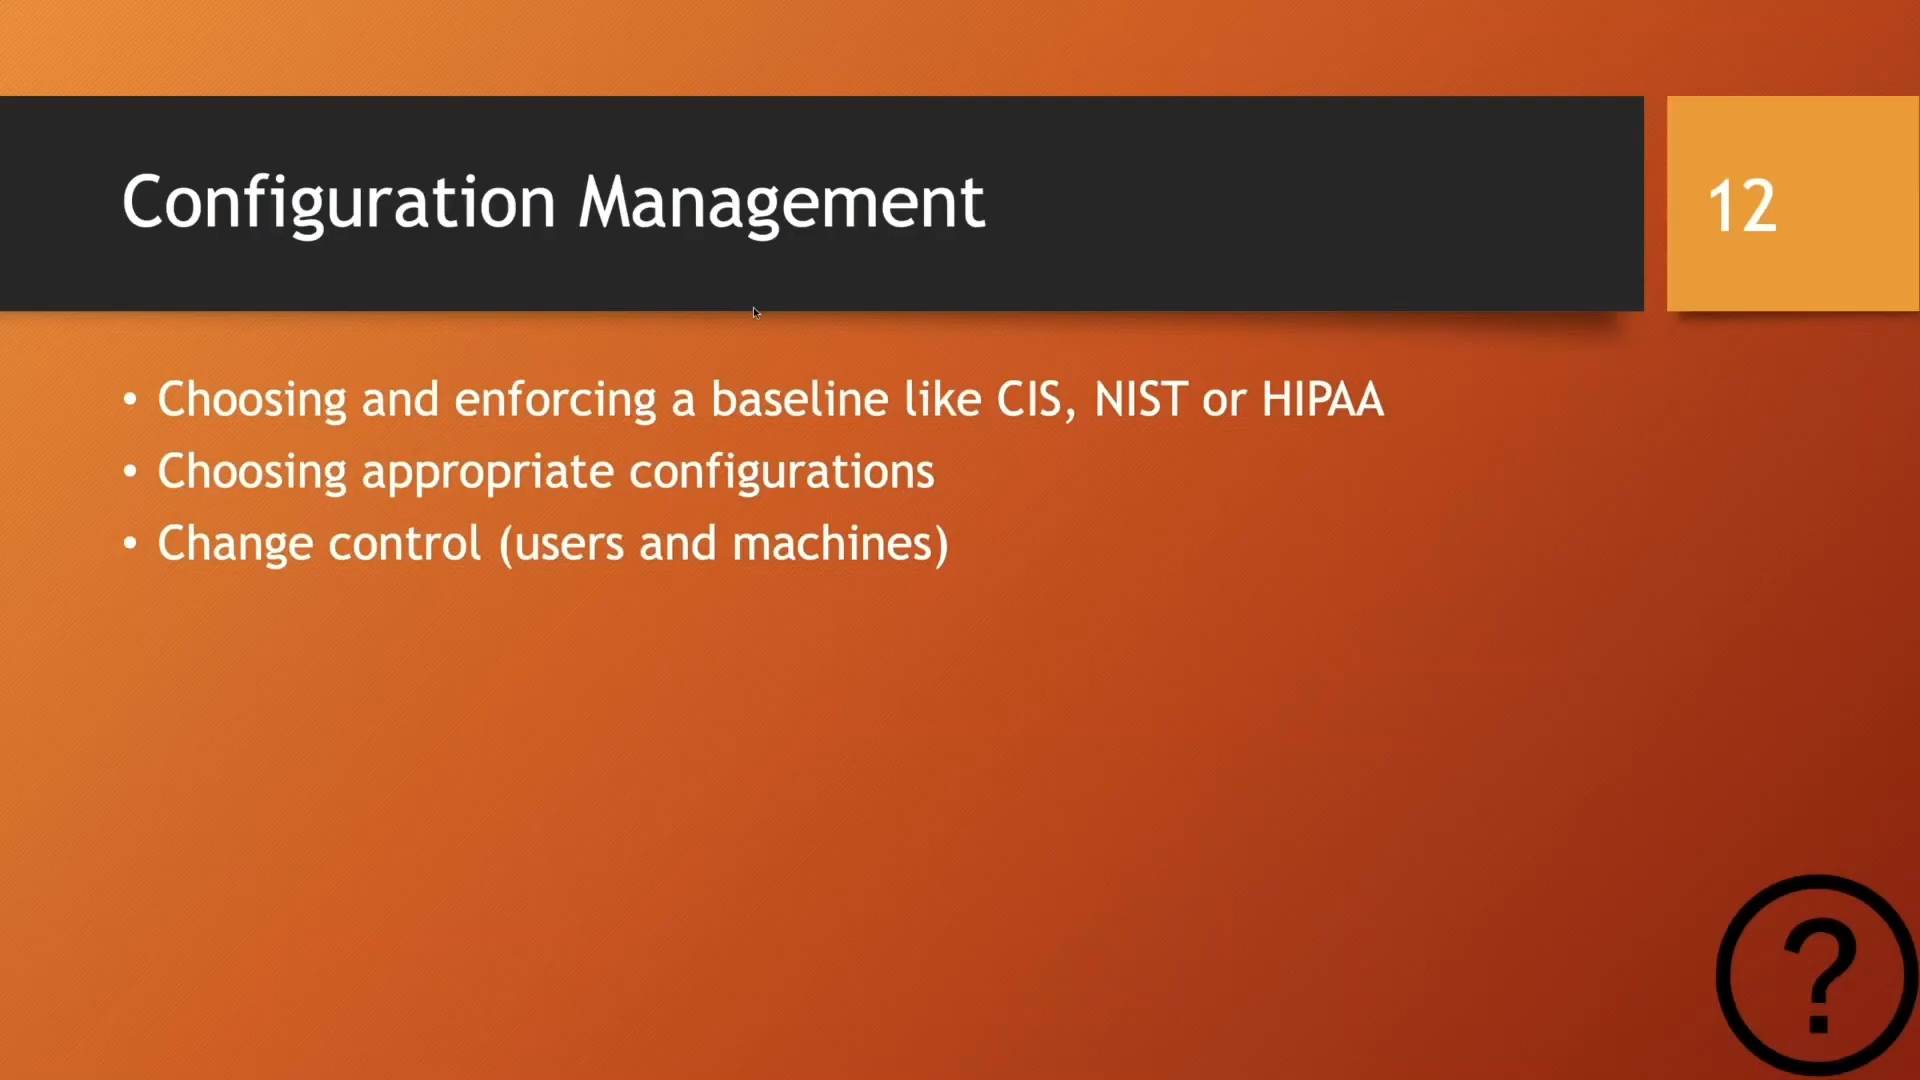 Configuration Management
12
• Choosing and enforcing a baseline like CIS, NIST or HIPAA
• Choosing appropriate configurations
• Change control (users and machines)
?